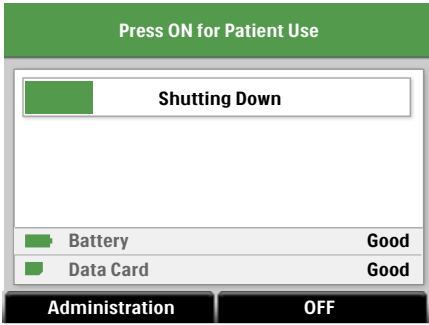 Press ON for Patient Use
Shutting Down
Battery Good
Data Card Good
Administration OFF